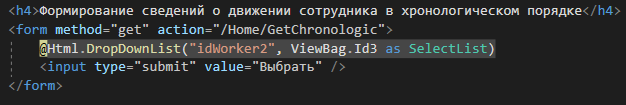 <h4>Формирование сведений о движении сотрудника в хронологическом порядке</h4>
<form method="get" action="/Home/GetChronologic">
@Html.DropDownList("idWorker2", ViewBag.Id3 as SelectList)
<input type="submit" value="Выбрать" />
</form>